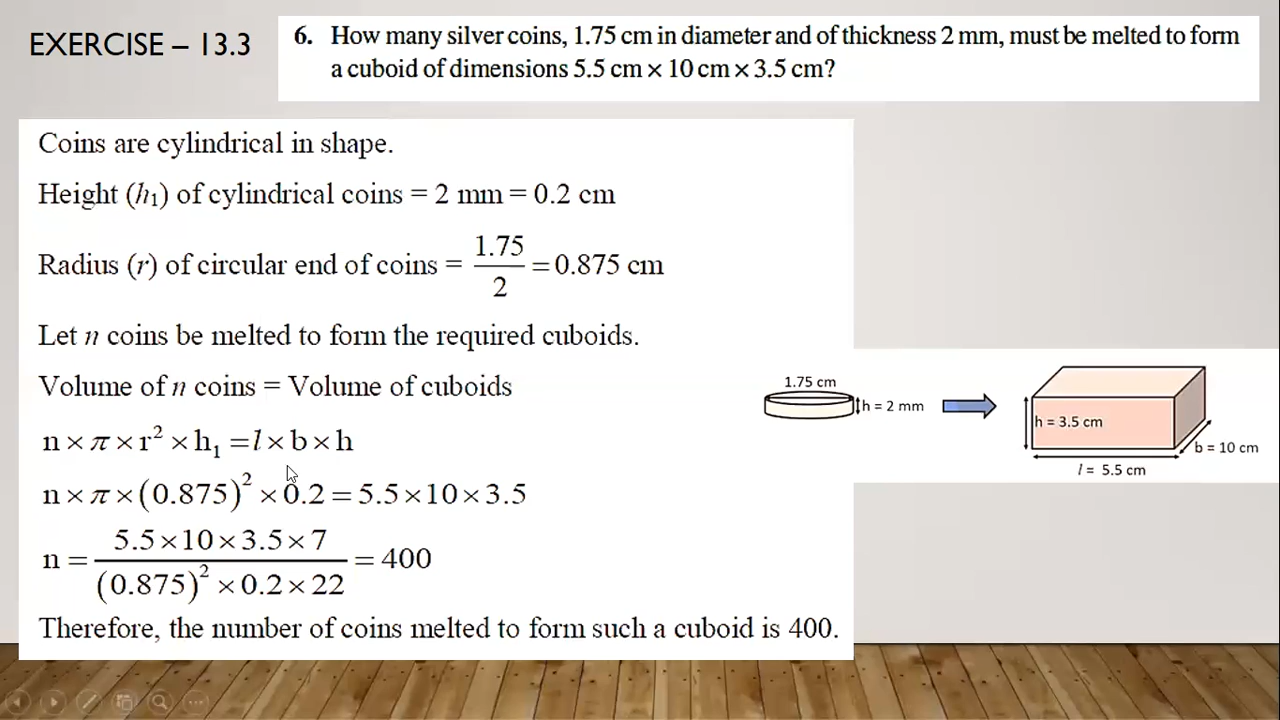 EXERCISE – 13.3
6. How many silver coins, 1.75 cm in diameter and of thickness 2 mm, must be melted to form
a cuboid of dimensions 5.5 cm × 10 cm × 3.5 cm?
Coins are cylindrical in shape.
Height (h₁) of cylindrical coins = 2 mm = 0.2 cm
Radius (r) of circular end of coins = 1.75/2 = 0.875 cm
Let n coins be melted to form the required cuboids.
Volume of n coins = Volume of cuboids
n × π × r² × h₁ = l × b × h
n × π × (0.875)² × 0.2 = 5.5 × 10 × 3.5
n = 5.5 × 10 × 3.5 × 7 / (0.875)² × 0.2 × 22 = 400
Therefore, the number of coins melted to form such a cuboid is 400.
1.75 cm
h = 2 mm
h = 3.5 cm
b = 10 cm
l = 5.5 cm